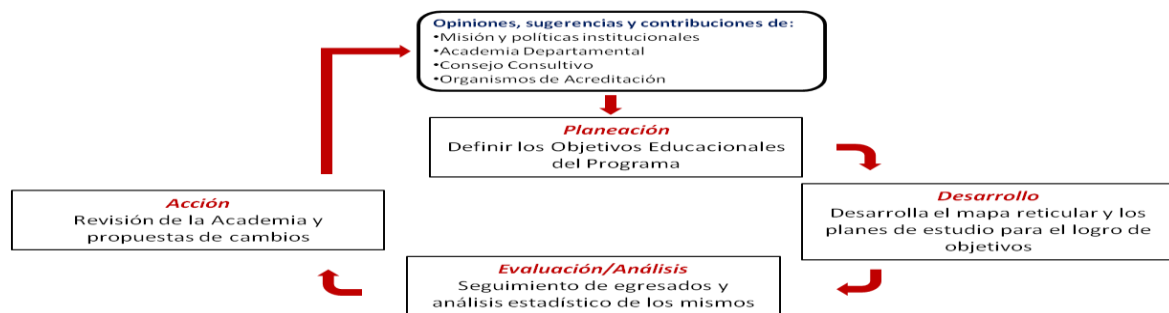 Opiniones, sugerencias y contribuciones de:
•Misión y políticas institucionales
•Academia Departamental
•Consejo Consultivo
•Organismos de Acreditación
Planeación
Definir los Objetivos Educacionales
del Programa
Acción
Revisión de la Academia y
propuestas de cambios
Desarrollo
Desarrolla el mapa reticular y los
planes de estudio para el logro de
objetivos
Evaluación/Análisis
Seguimiento de egresados y
análisis estadístico de los mismos